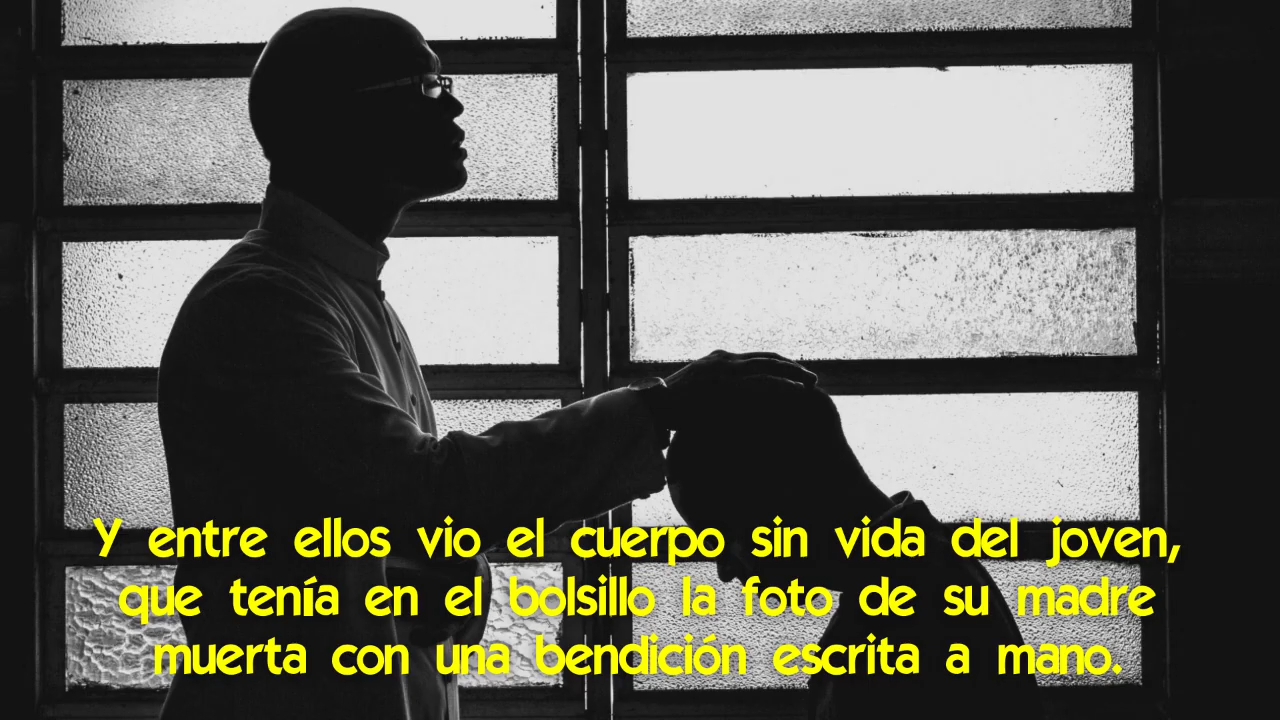 Y entre ellos vio el cuerpo sin vida del joven,
que tenía en el bolsillo la foto de su madre
muerta con una bendición escrita a mano.